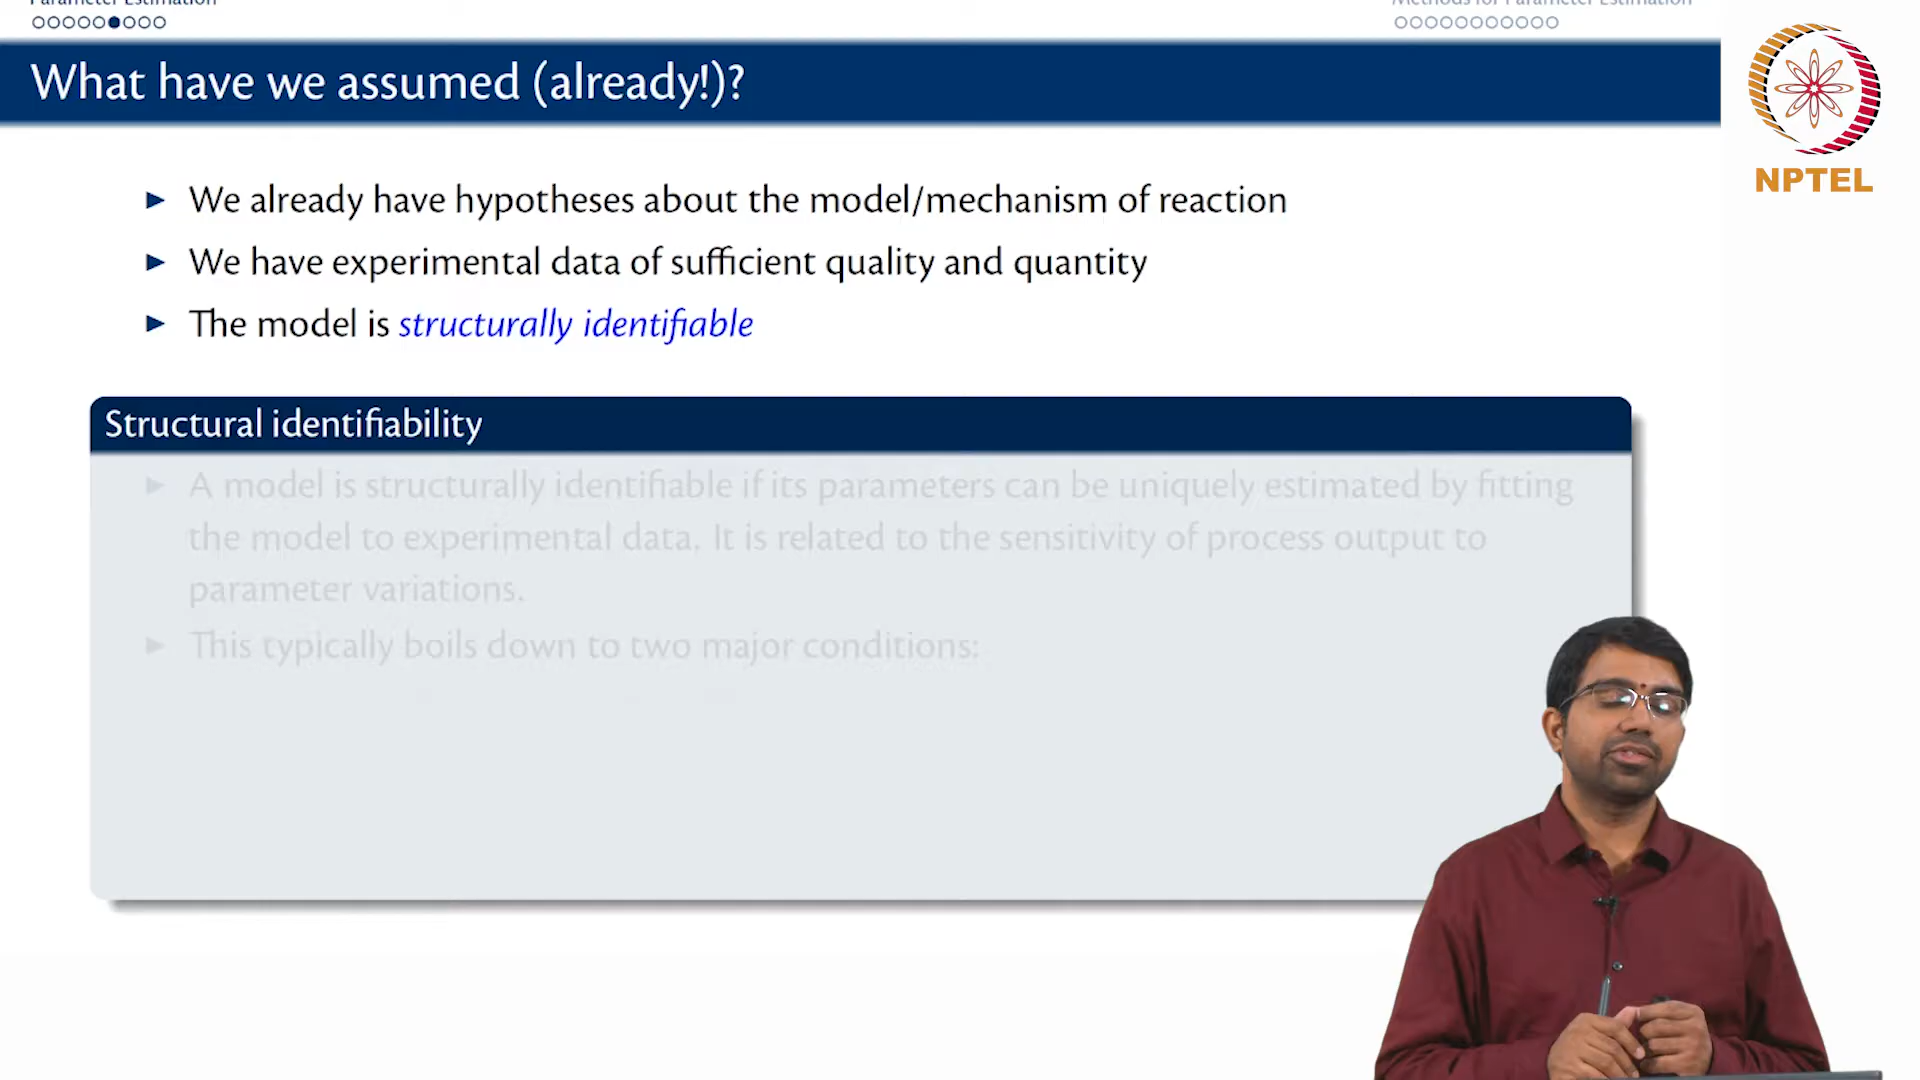 Parameter Estimation
Methods for Parameter Estimation
What have we assumed (already!)?
NPTEL
► We already have hypotheses about the model/mechanism of reaction
► We have experimental data of sufficient quality and quantity
► The model is structurally identifiable
Structural identifiability
► A model is structurally identifiable if its parameters can be uniquely estimated by fitting
the model to experimental data. It is related to the sensitivity of process output to
parameter variations.
► This typically boils down to two major conditions: